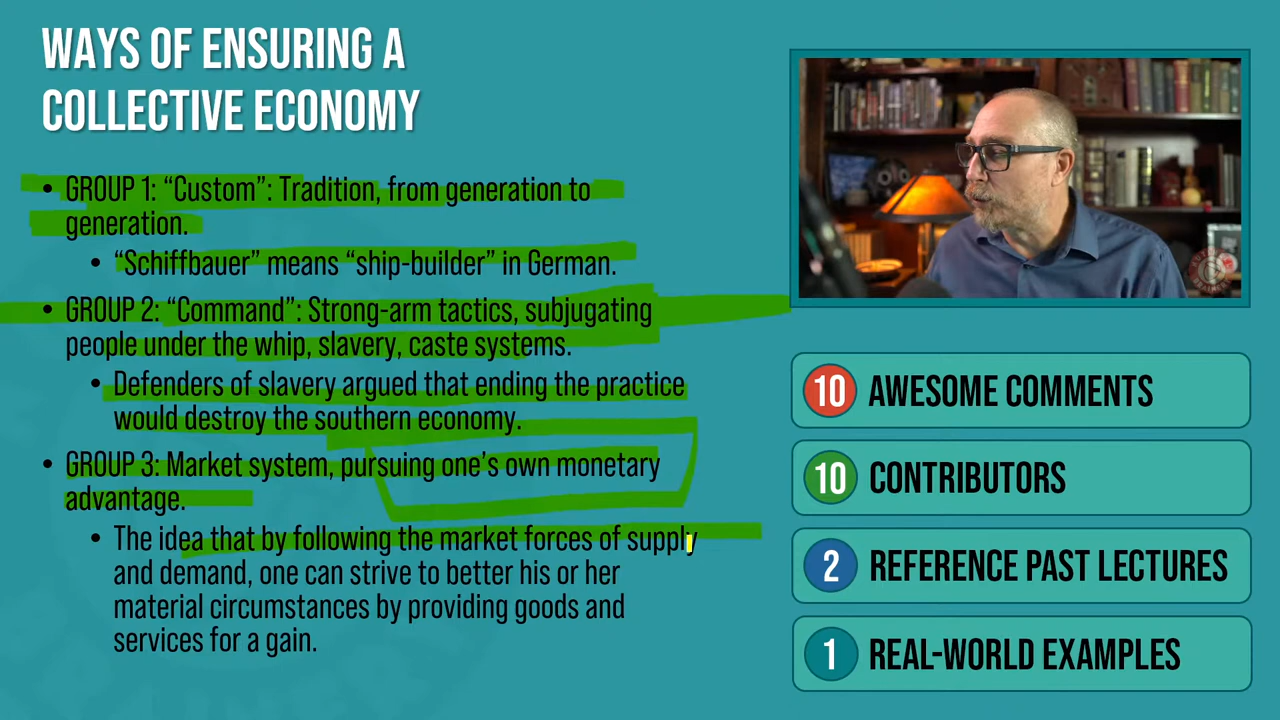 WAYS OF ENSURING A
COLLECTIVE ECONOMY
• GROUP 1: “Custom”: Tradition, from generation to
generation.
• “Schiffbauer” means “ship-builder” in German.
• GROUP 2: “Command”: Strong-arm tactics, subjugating
people under the whip, slavery, caste systems.
• Defenders of slavery argued that ending the practice
would destroy the southern economy.
• GROUP 3: Market system, pursuing one’s own monetary
advantage.
• The idea that by following the market forces of supply
and demand, one can strive to better his or her
material circumstances by providing goods and
services for a gain.
10 AWESOME COMMENTS
10 CONTRIBUTORS
2 REFERENCE PAST LECTURES
1 REAL-WORLD EXAMPLES